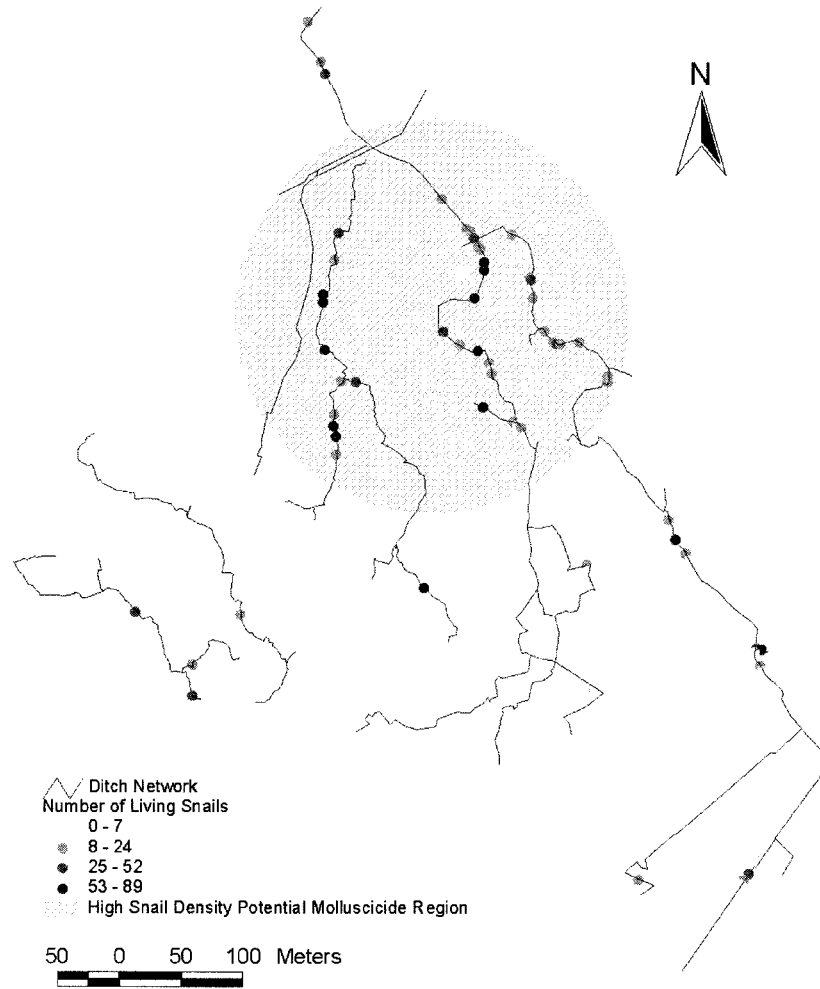 N
Ditch Network
Number of Living Snails
0 - 7
8 - 24
25 - 52
53 - 89
High Snail Density Potential Molluscicide Region
50 0 50 100 Meters